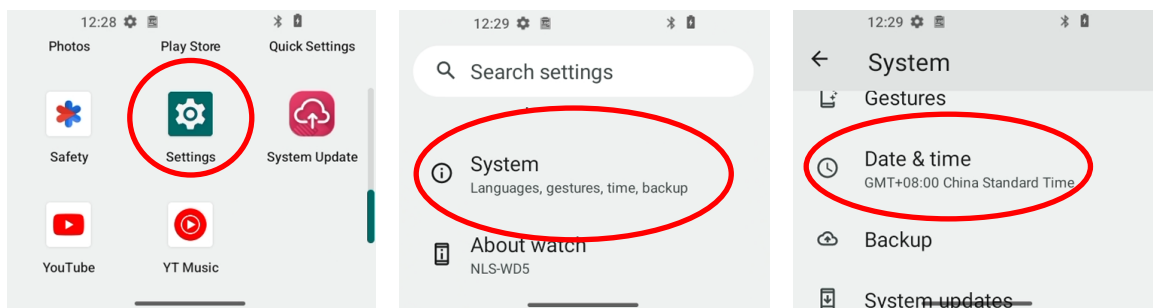 12:28
Photos Play Store Quick Settings
Safety Settings System Update
YouTube YT Music
12:29
Search settings
System
Languages, gestures, time, backup
About watch
NLS-WD5
12:29
System
Gestures
Date & time
GMT+08:00 China Standard Time
Backup
System updates